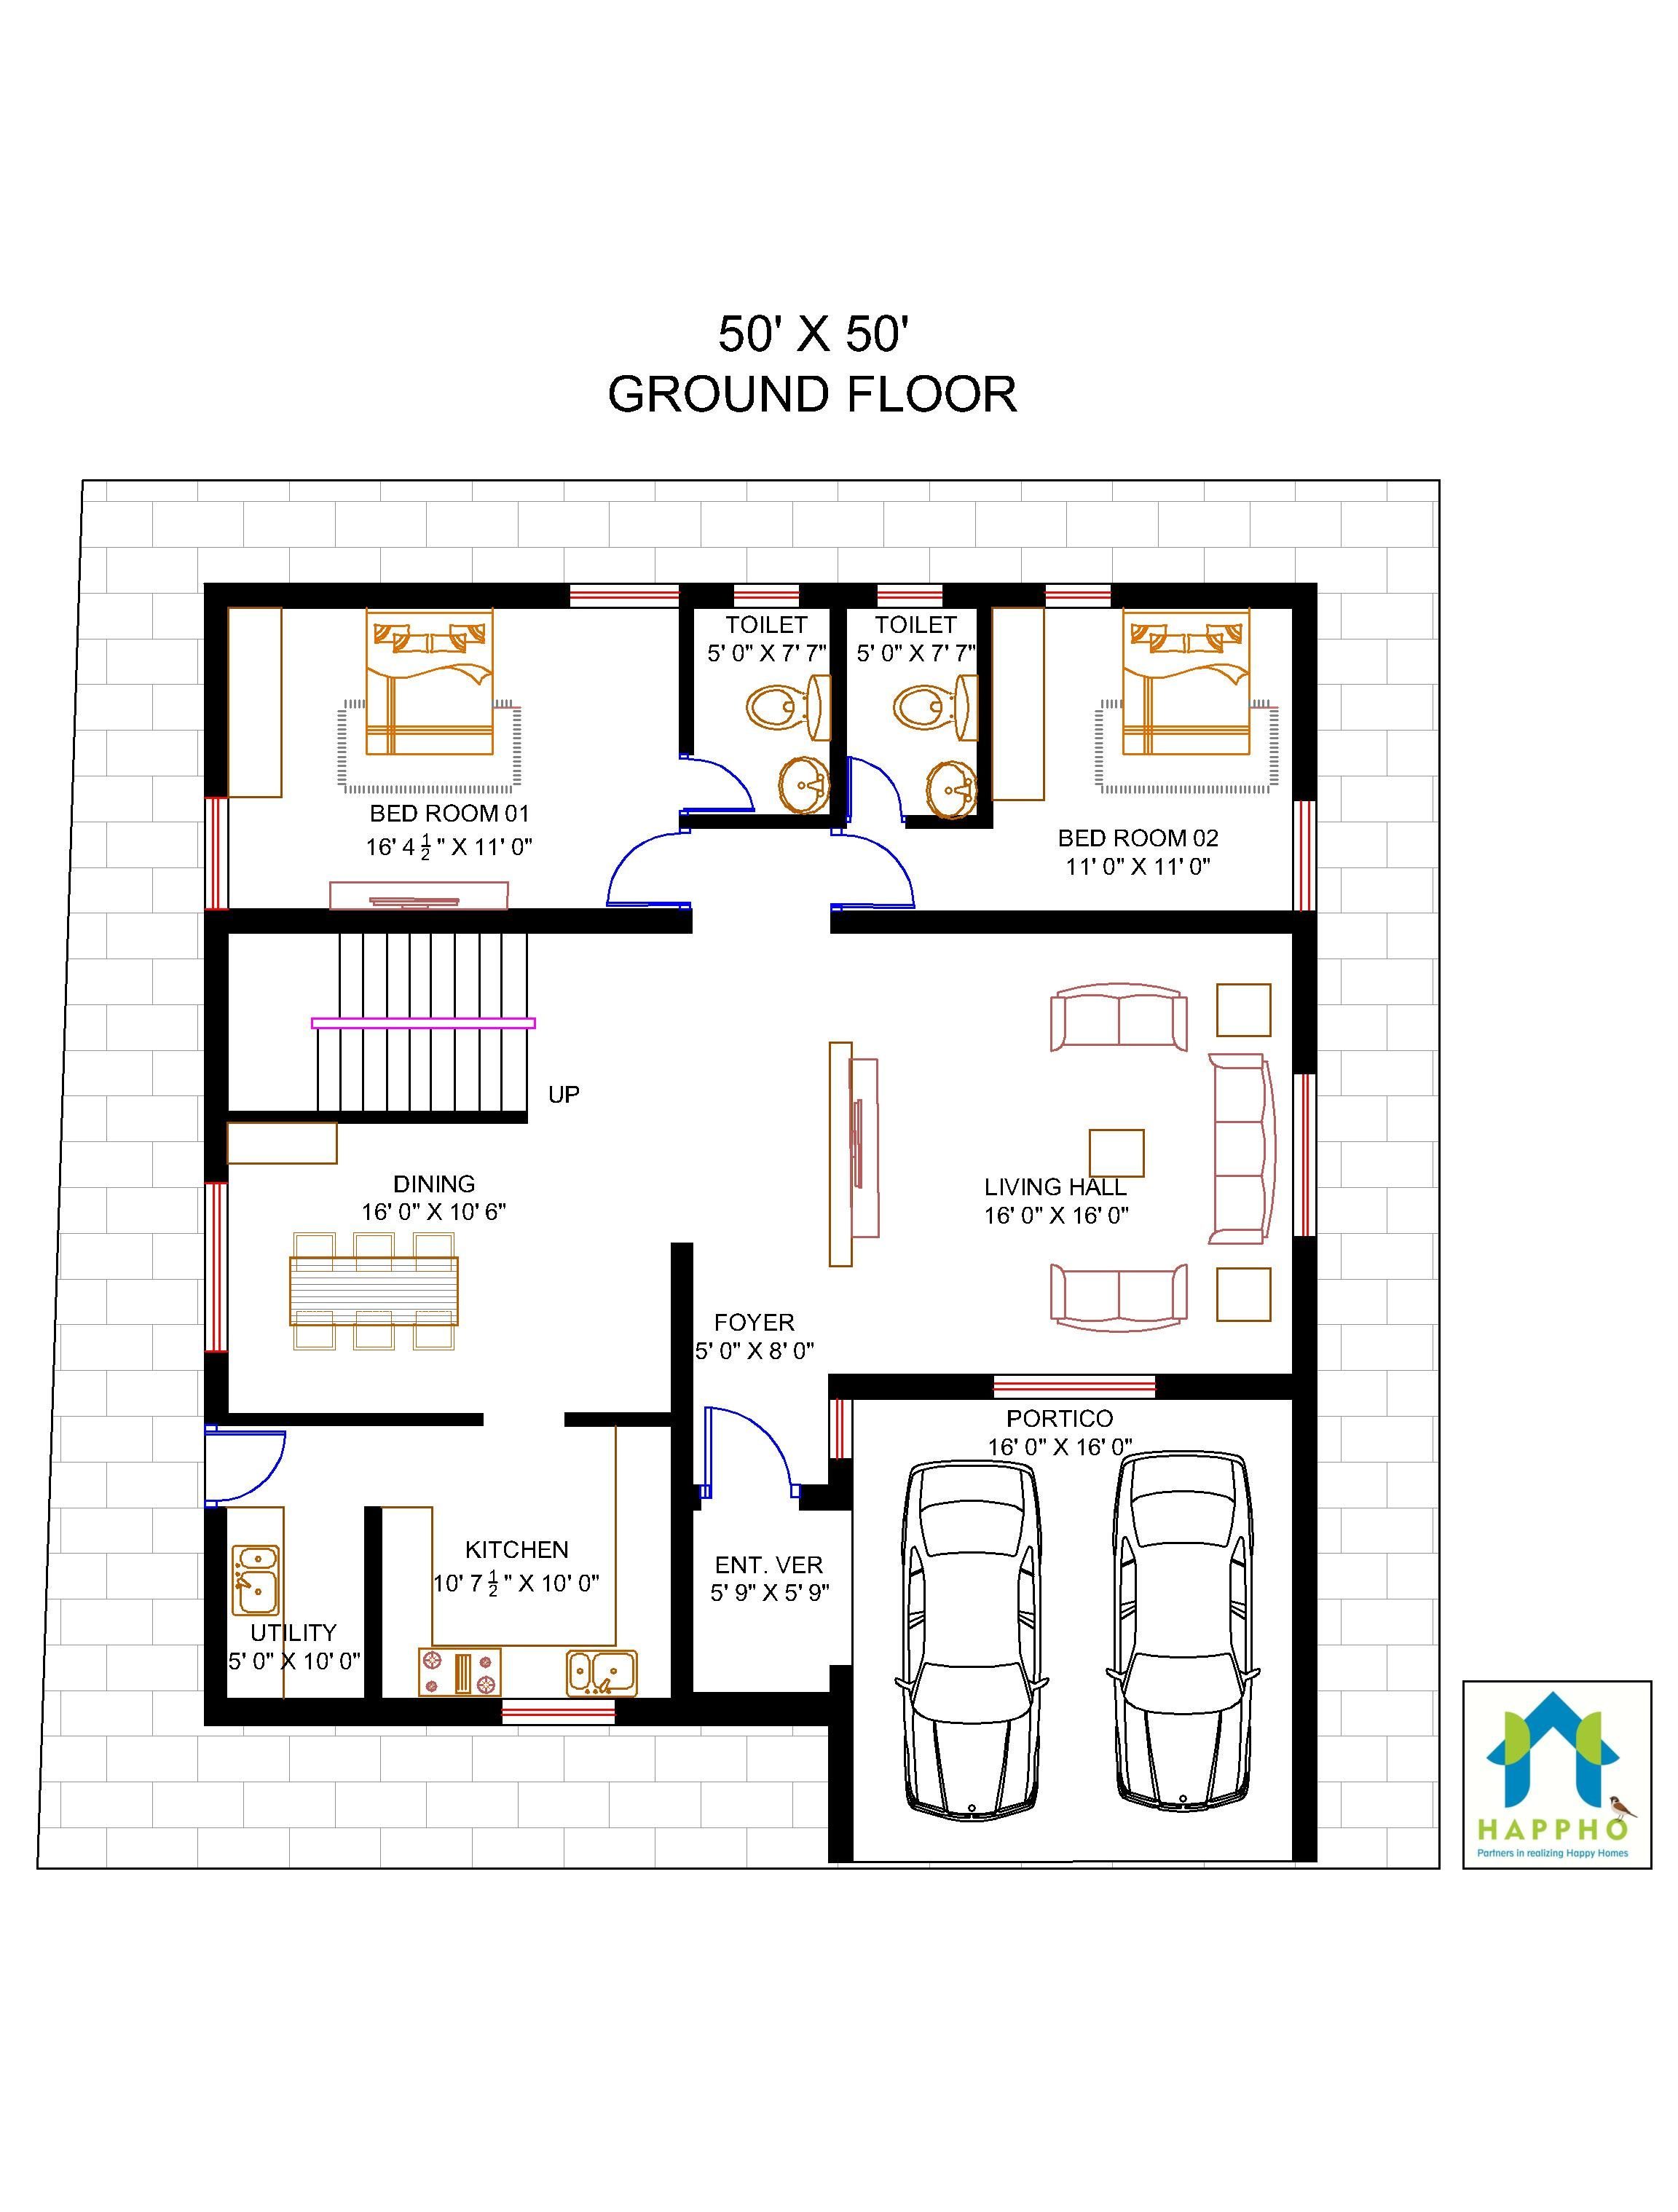 50' X 50'
GROUND FLOOR
TOILET
5' 0" X 7' 7"
TOILET
5' 0" X 7' 7"
BED ROOM 01
16' 4 1/2 " X 11' 0"
BED ROOM 02
11' 0" X 11' 0"
UP
DINING
16' 0" X 10' 6"
LIVING HALL
16' 0" X 16' 0"
FOYER
5' 0" X 8' 0"
PORTICO
16' 0" X 16' 0"
KITCHEN
10' 7 1/2 " X 10' 0"
ENT. VER
5' 9" X 5' 9"
UTILITY
5' 0" X 10' 0"
HAPPHO
Partners in realizing Happy Homes